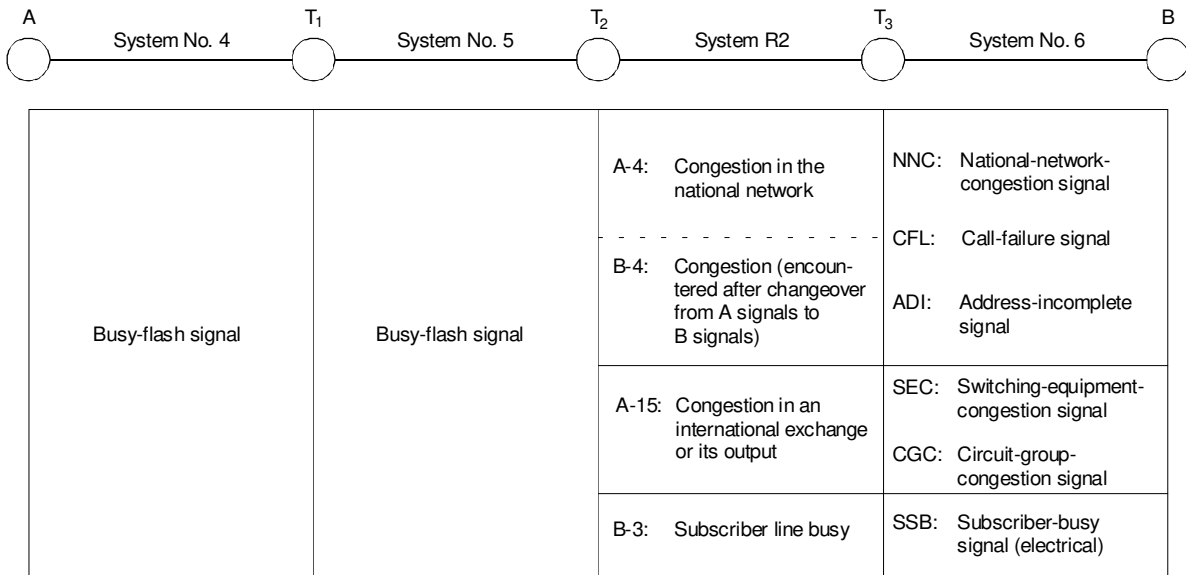 A
T1
T2
T3
B
System No. 4
System No. 5
System R2
System No. 6
Busy-flash signal
Busy-flash signal
A-4: Congestion in the
national network
B-4: Congestion (encoun-
tered after changeover
from A signals to
B signals)
A-15: Congestion in an
international exchange
or its output
B-3: Subscriber line busy
NNC: National-network-
congestion signal
CFL: Call-failure signal
ADI: Address-incomplete
signal
SEC: Switching-equipment-
congestion signal
CGC: Circuit-group-
congestion signal
SSB: Subscriber-busy
signal (electrical)